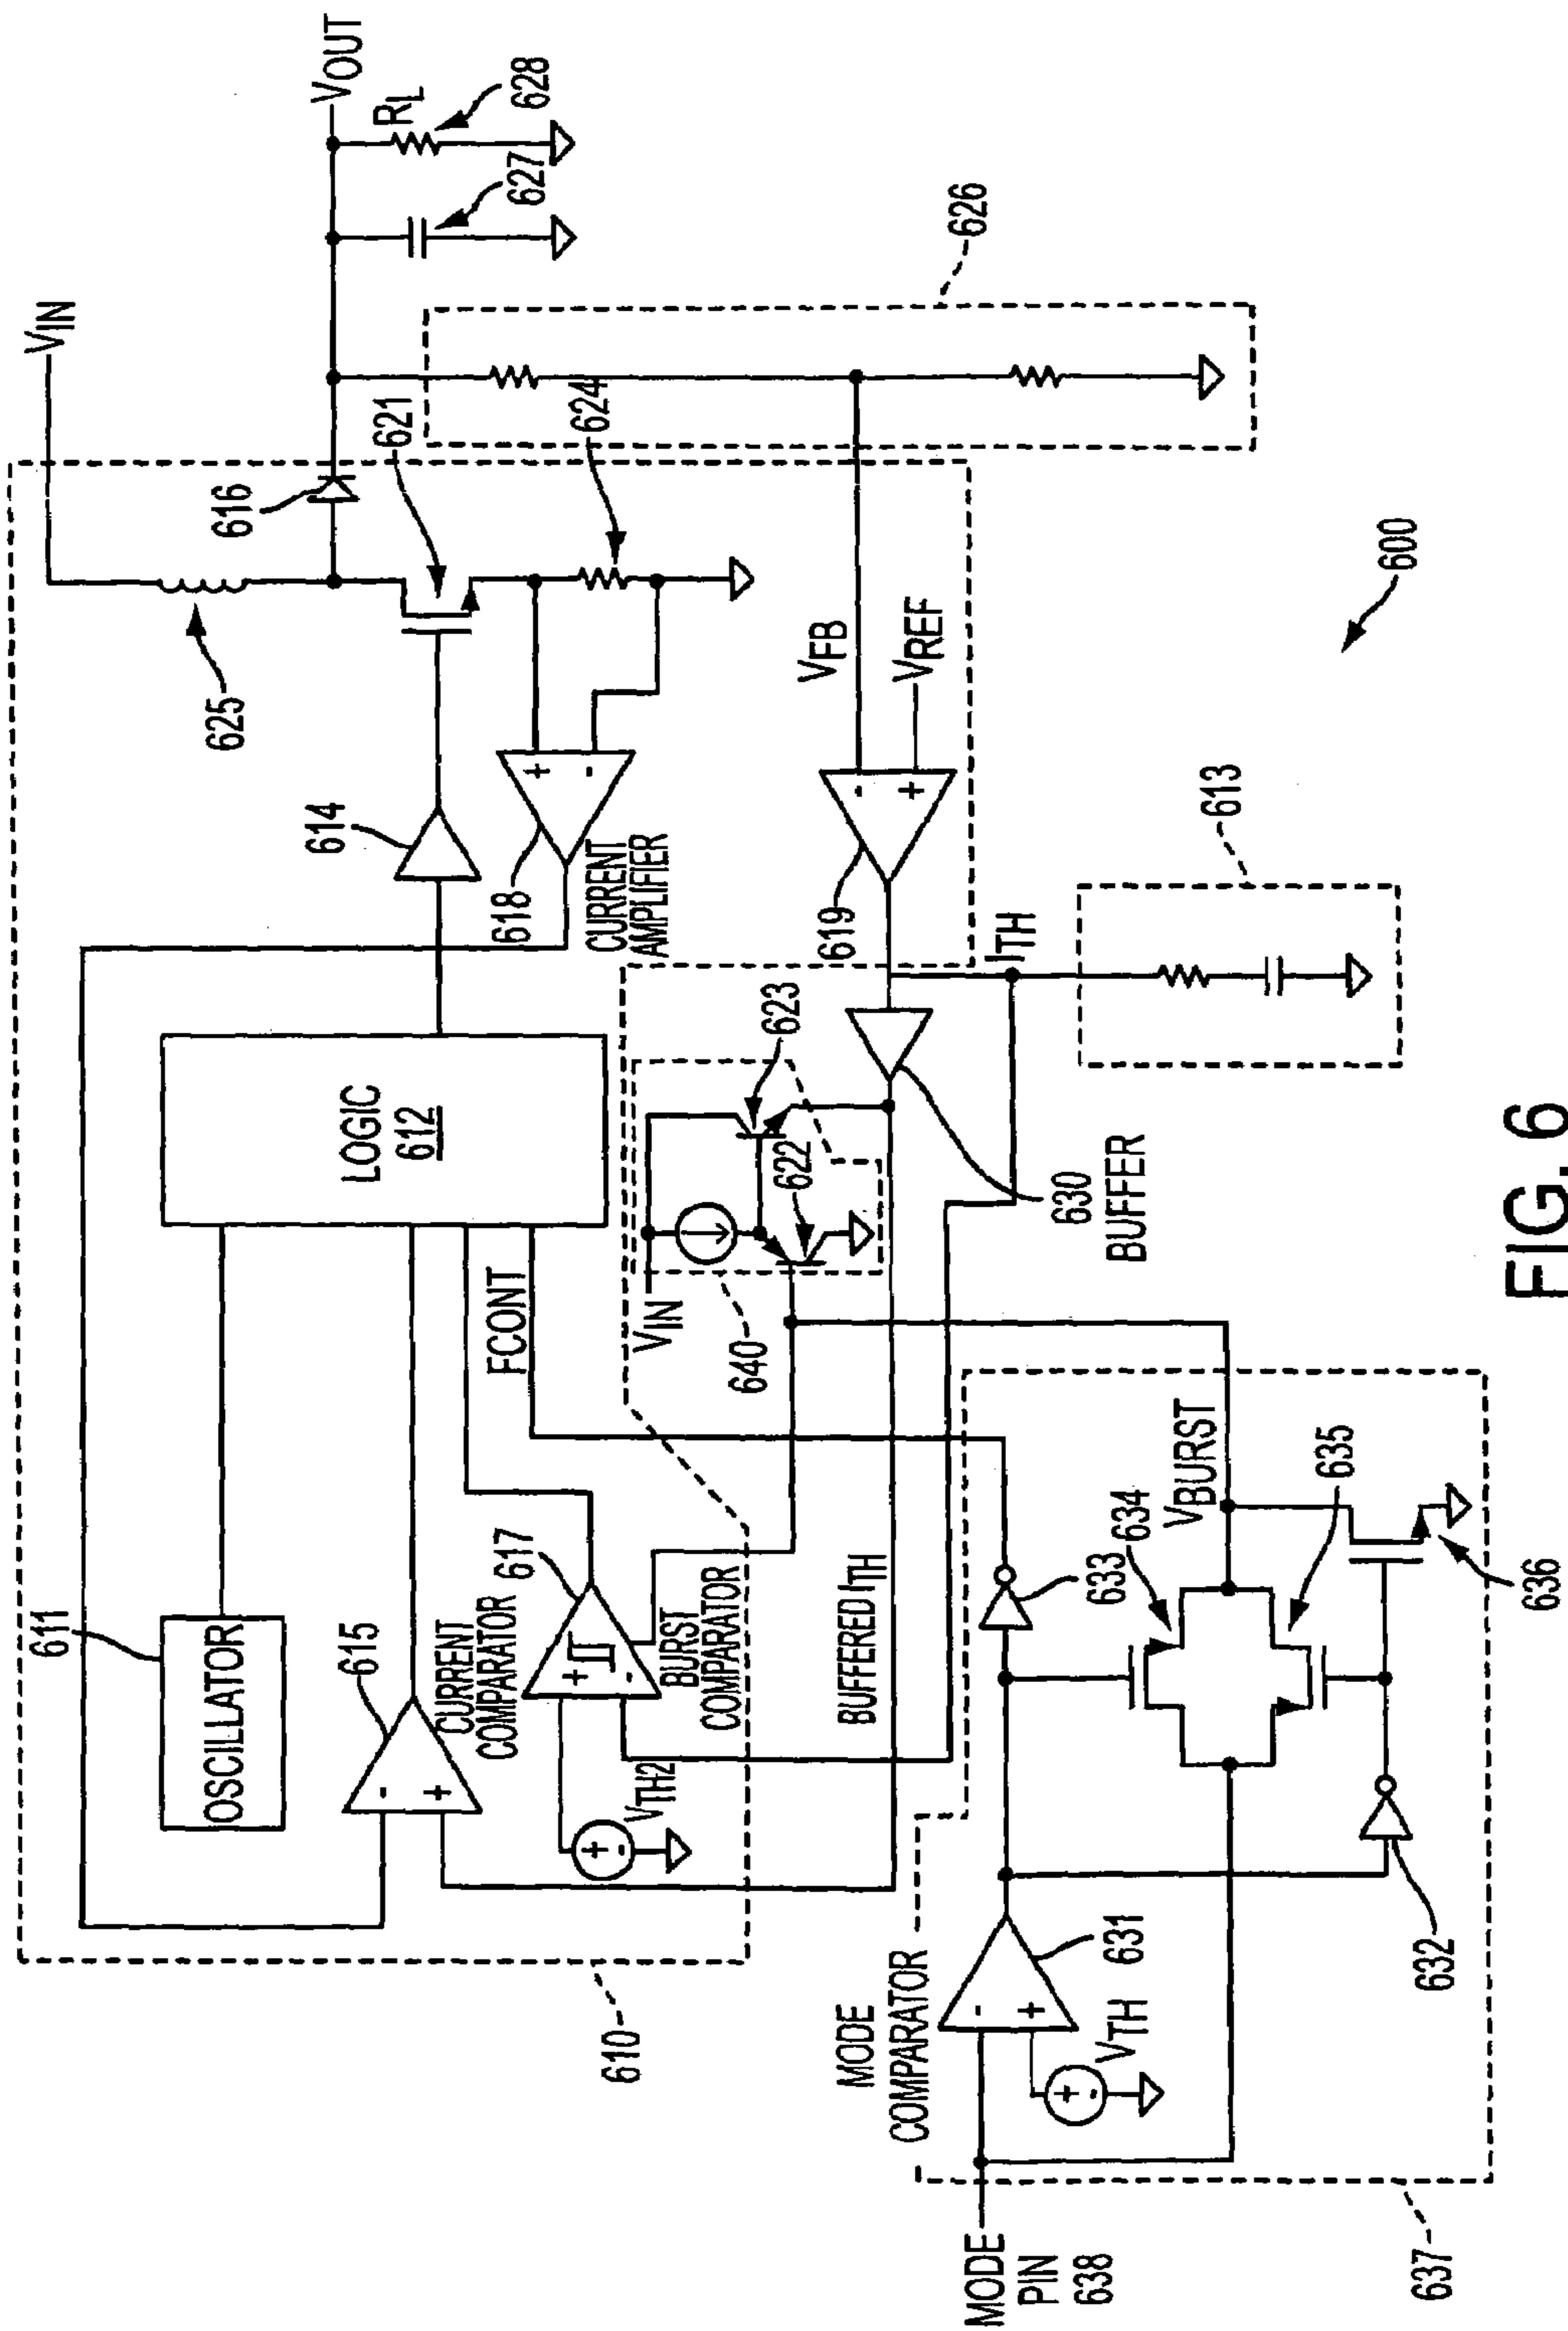 VIN
VOUT
RL
628
627
626
616
621
624
625
614
618
CURRENT
AMPLIFIER
LOGIC
612
611
OSCILLATOR
615
-
+
CURRENT
COMPARATOR
FCONT
617
+
-
BURST
COMPARATOR
VTH2
+
-
+
-
VFB
VREF
-
+
619
ITH
613
623
622
VIN
640
630
BUFFER
BUFFERED ITH
610
MODE
COMPARATOR
-
+
631
VTH
+
-
632
633
634
635
636
VBURST
MODE
PIN
638
637
600
FIG. 6